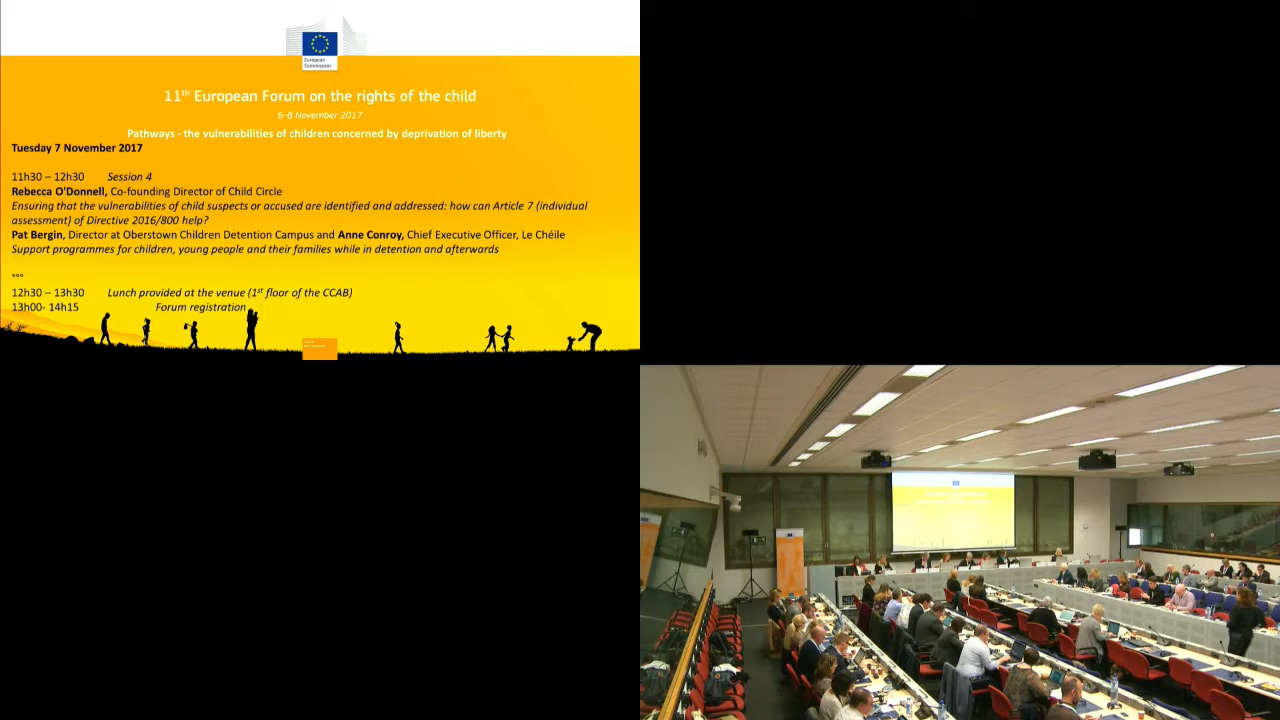 European
Commission
11th European Forum on the rights of the child
6-8 November 2017
Pathways - the vulnerabilities of children concerned by deprivation of liberty
Tuesday 7 November 2017
11h30 – 12h30 Session 4
Rebecca O'Donnell, Co-founding Director of Child Circle
Ensuring that the vulnerabilities of child suspects or accused are identified and addressed: how can Article 7 (individual
assessment) of Directive 2016/800 help?
Pat Bergin, Director at Oberstown Children Detention Campus and Anne Conroy, Chief Executive Officer, Le Chéile
Support programmes for children, young people and their families while in detention and afterwards
°°°
12h30 – 13h30 Lunch provided at the venue (1st floor of the CCAB)
13h00- 14h15 Forum registration